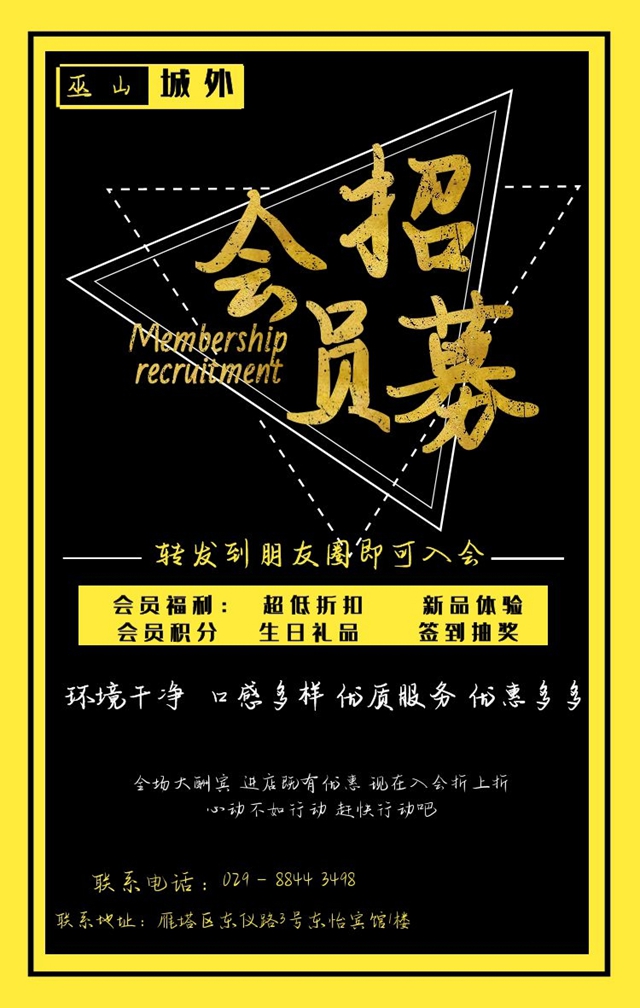 巫山 城外
会招
员募
Membership
recruitment
转发到朋友圈即可入会
会员福利： 超低折扣 新品体验
会员积分 生日礼品 签到抽奖
环境干净 口感多样 优质服务 优惠多多
全场大酬宾 进店既有优惠 现在入会折上折
心动不如行动 赶快行动吧
联系电话：029-8844 3498
联系地址：雁塔区东仪路3号东怡宾馆1楼